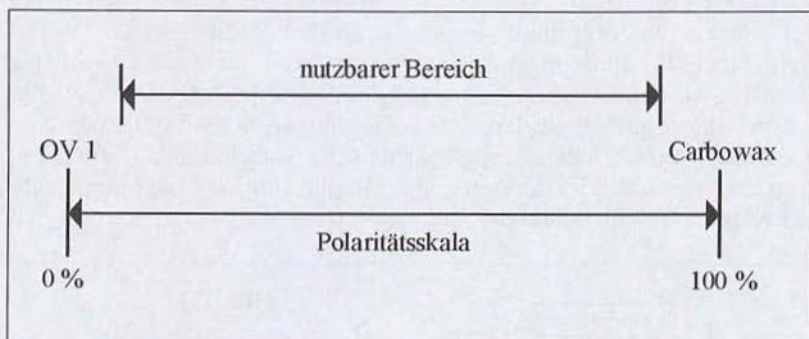 nutzbarer Bereich
OV 1 Carbowax
Polaritätsskala
0 % 100 %